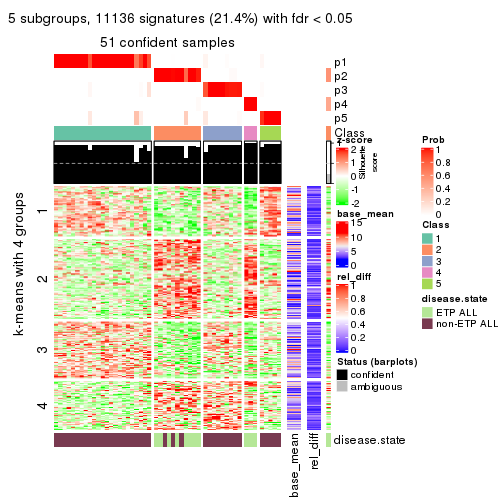 5 subgroups, 11136 signatures (21.4%) with fdr < 0.05
51 confident samples
p1
p2
p3
p4
p5
Class
z-score
2
1
0
-1
-2
Silhouette
score
base_mean
15
10
5
0
rel_diff
1
0.8
0.6
0.4
0.2
0
Status (barplots)
confident
ambiguous
Prob
1
0.8
0.6
0.4
0.2
0
Class
1
2
3
4
5
disease.state
ETP ALL
non-ETP ALL
k-means with 4 groups
1
2
3
4
base_mean
rel_diff
disease.state